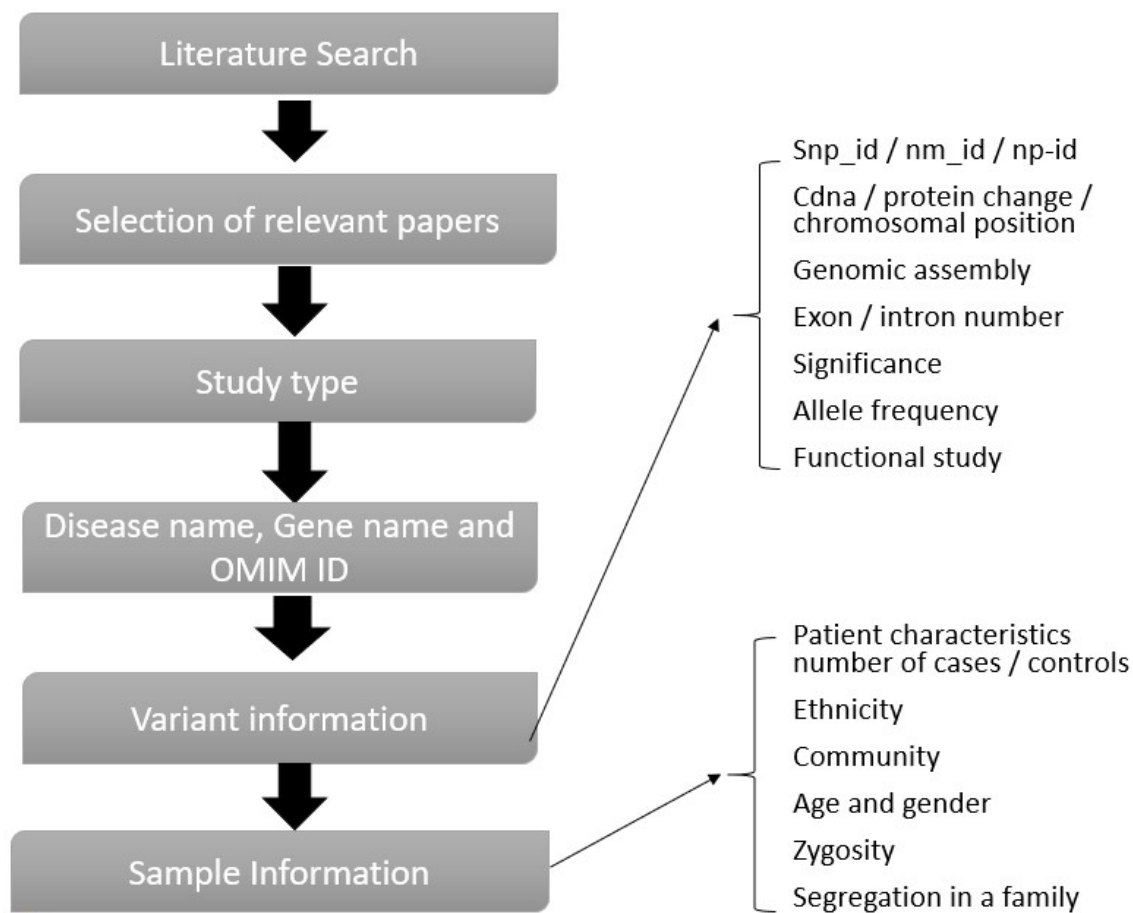 Literature Search
Selection of relevant papers
Study type
Disease name, Gene name and
OMIM ID
Variant information
Sample Information
Snp_id / nm_id / np-id
Cdna / protein change /
chromosomal position
Genomic assembly
Exon / intron number
Significance
Allele frequency
Functional study
Patient characteristics
number of cases / controls
Ethnicity
Community
Age and gender
Zygosity
Segregation in a family